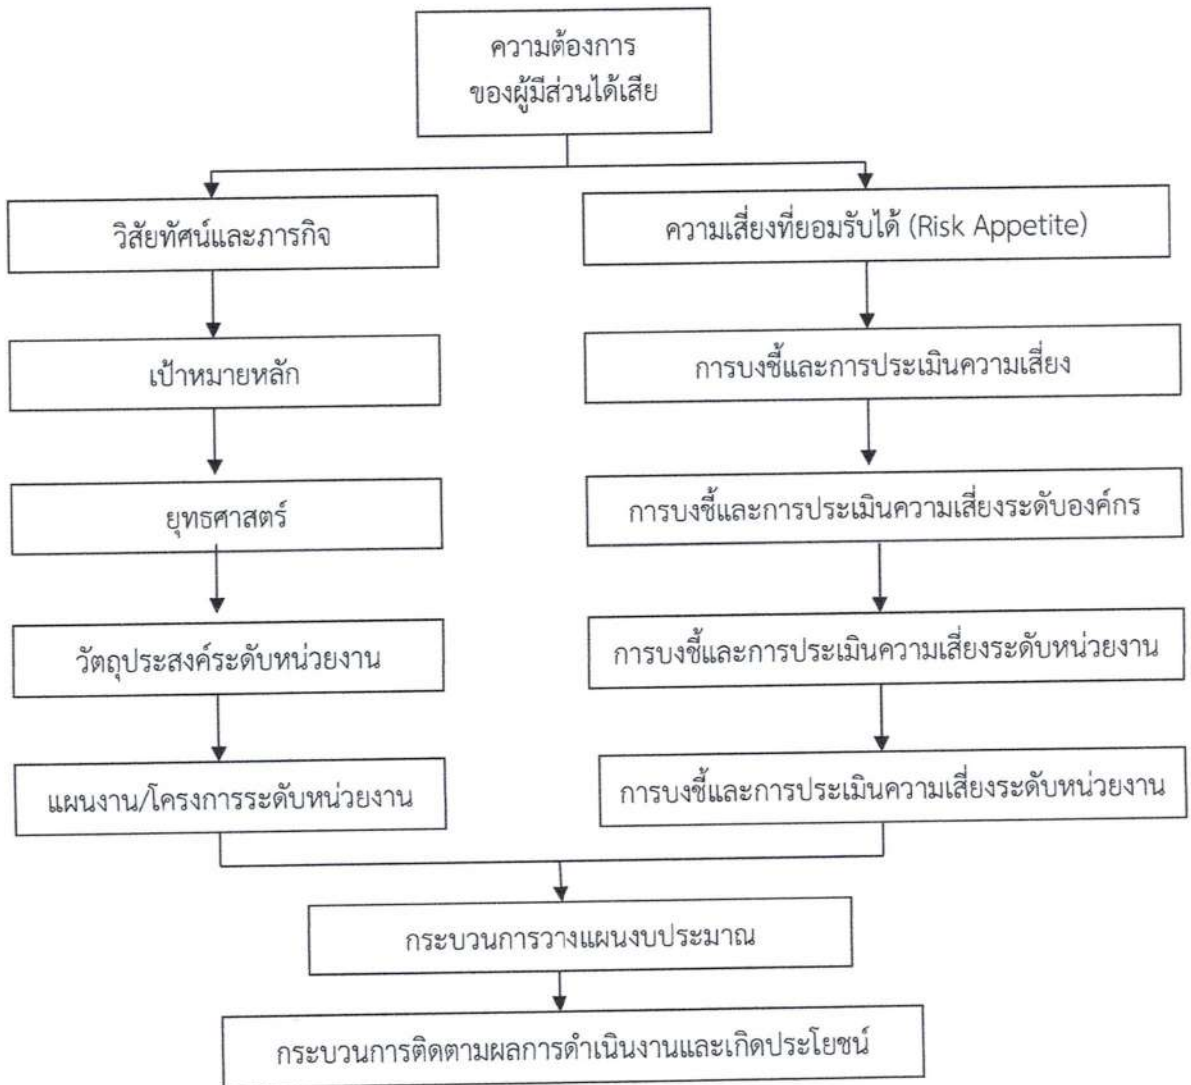 ความต้องการ
ของผู้มีส่วนได้เสีย
วิสัยทัศน์และภารกิจ
เป้าหมายหลัก
ยุทธศาสตร์
วัตถุประสงค์ระดับหน่วยงาน
แผนงาน/โครงการระดับหน่วยงาน
ความเสี่ยงที่ยอมรับได้ (Risk Appetite)
การบงชี้และการประเมินความเสี่ยง
การบงชี้และการประเมินความเสี่ยงระดับองค์กร
การบงชี้และการประเมินความเสี่ยงระดับหน่วยงาน
การบงชี้และการประเมินความเสี่ยงระดับหน่วยงาน
กระบวนการวางแผนงบประมาณ
กระบวนการติดตามผลการดำเนินงานและเกิดประโยชน์